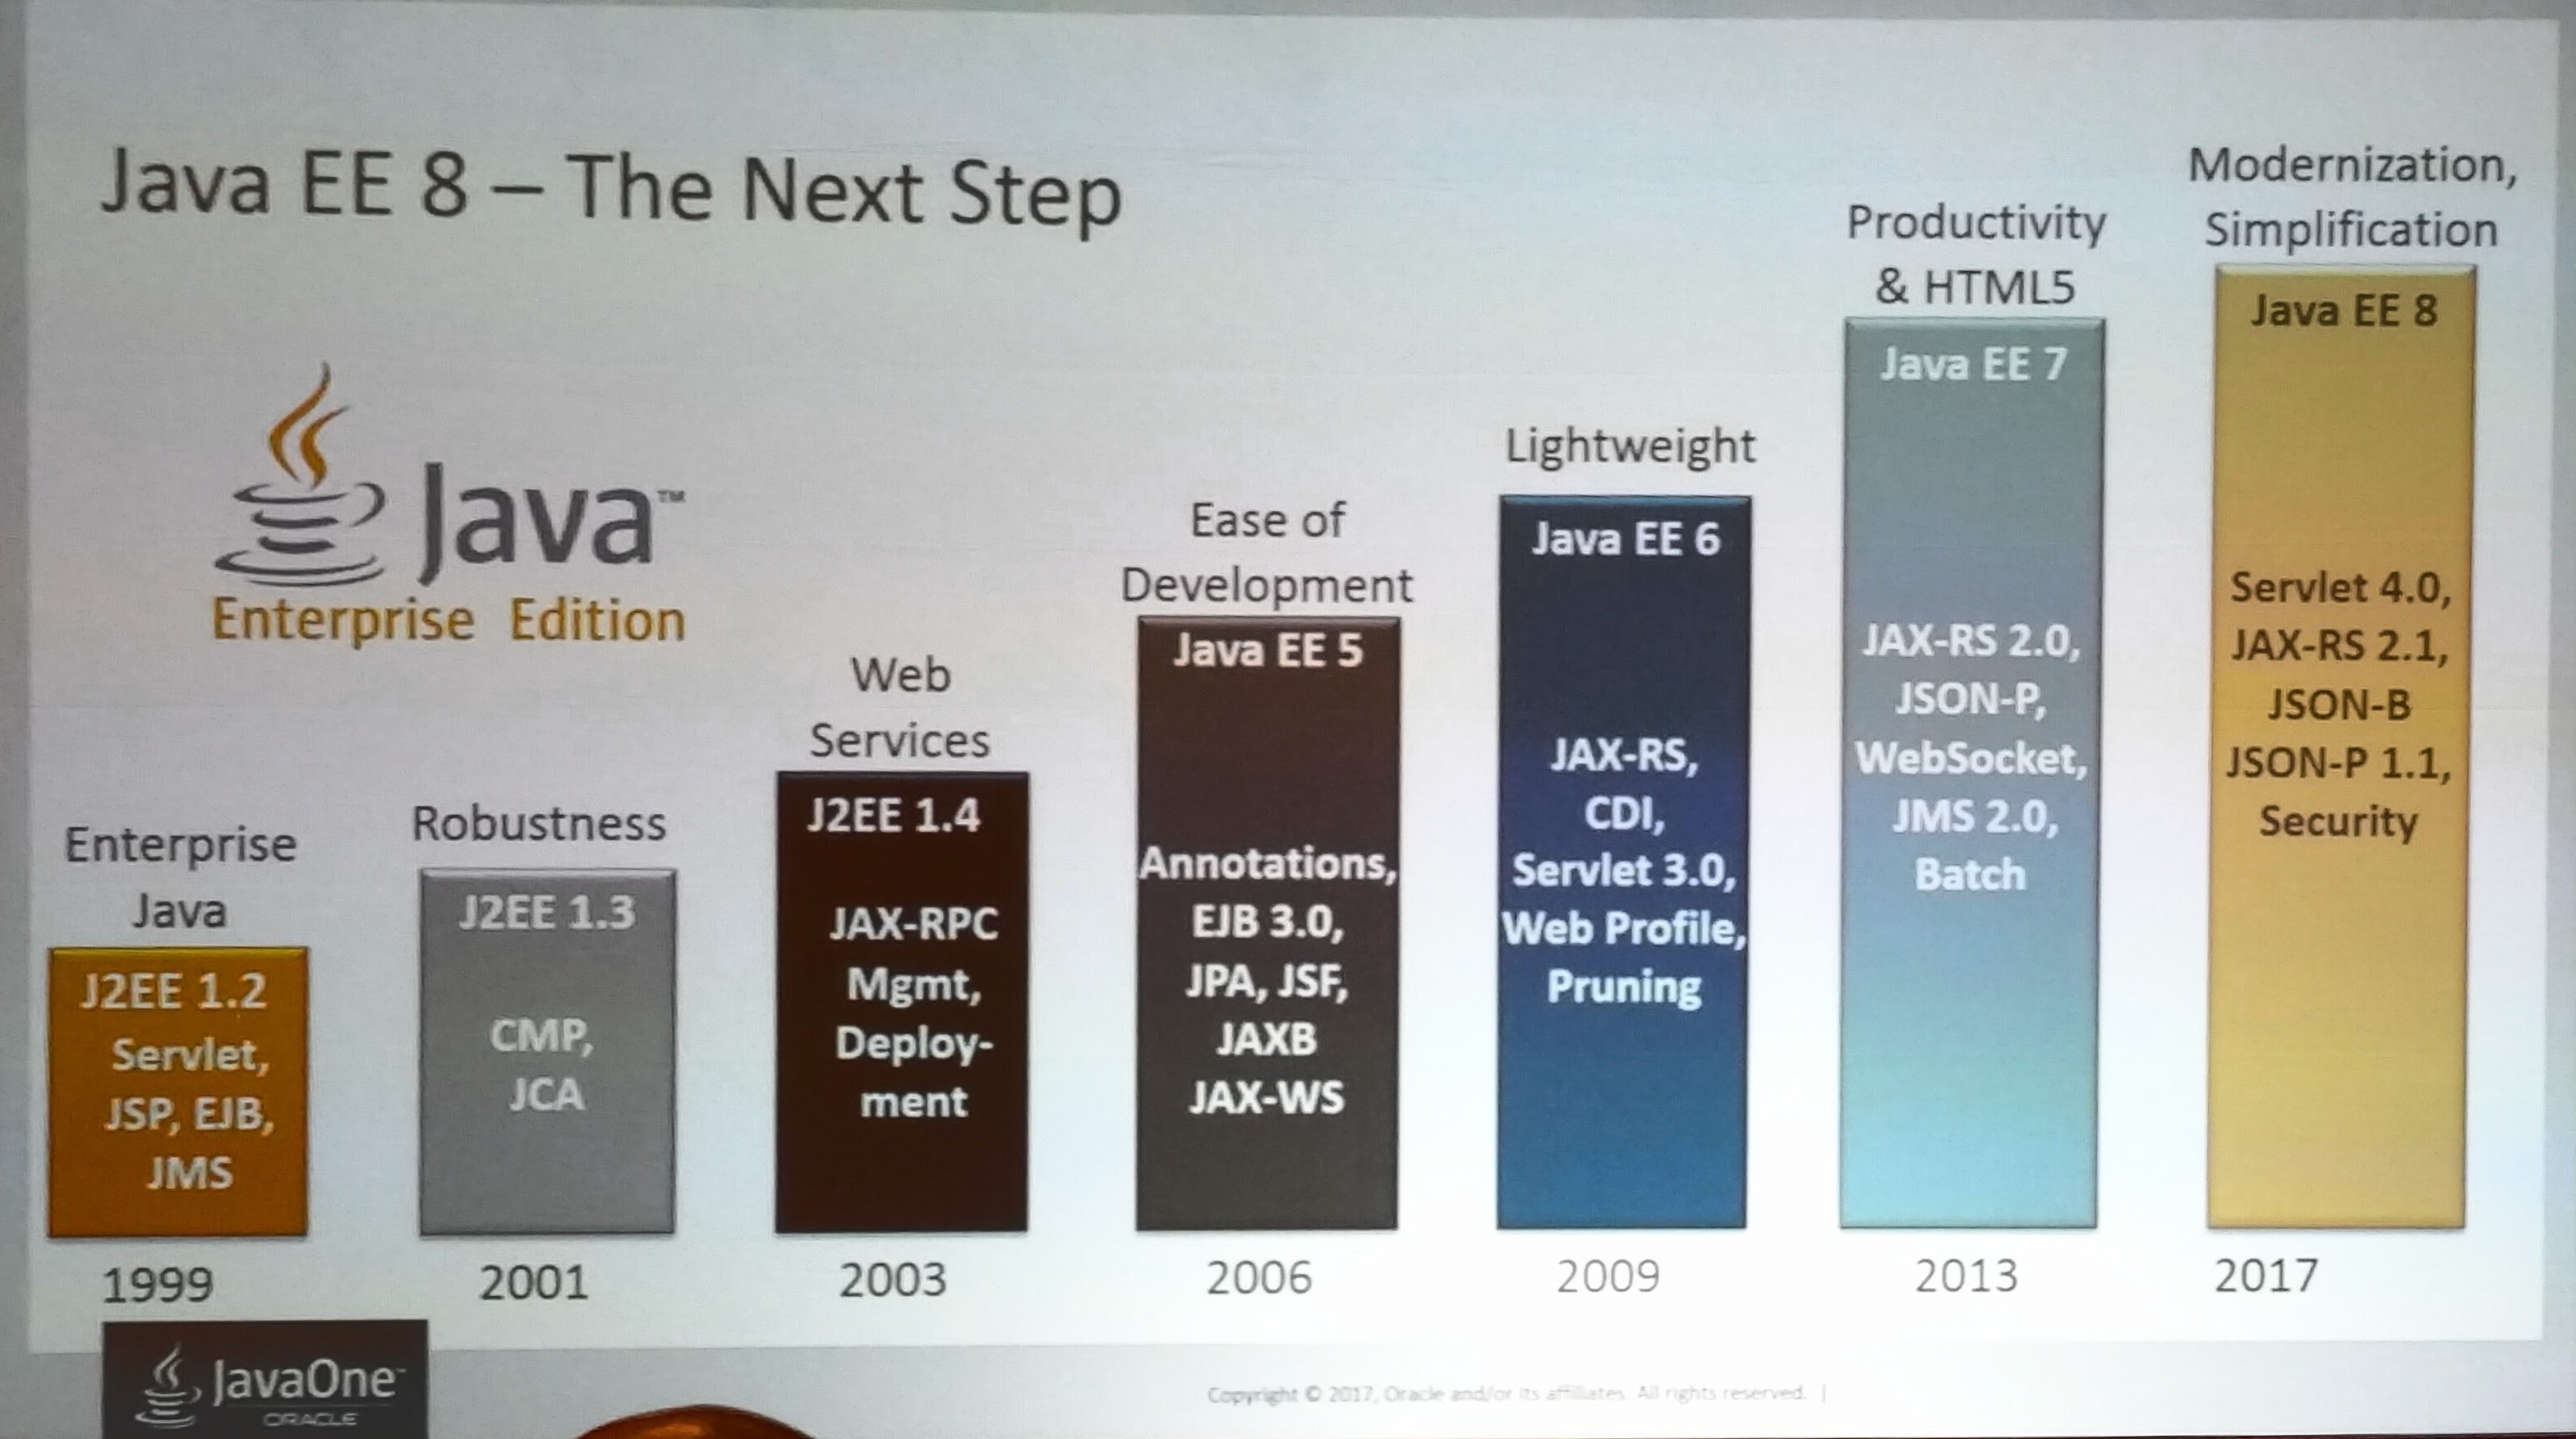 Java EE 8 – The Next Step
Java™
Enterprise Edition
Enterprise
Java
J2EE 1.2
Servlet,
JSP, EJB,
JMS
1999
Robustness
J2EE 1.3
CMP,
JCA
2001
Web
Services
J2EE 1.4
JAX-RPC
Mgmt,
Deploy-
ment
2003
Ease of
Development
Java EE 5
Annotations,
EJB 3.0,
JPA, JSF,
JAXB
JAX-WS
2006
Lightweight
Java EE 6
JAX-RS,
CDI,
Servlet 3.0,
Web Profile,
Pruning
2009
Productivity
& HTML5
Java EE 7
JAX-RS 2.0,
JSON-P,
WebSocket,
JMS 2.0,
Batch
2013
Modernization,
Simplification
Java EE 8
Servlet 4.0,
JAX-RS 2.1,
JSON-B
JSON-P 1.1,
Security
2017
JavaOne™
ORACLE
Copyright © 2017, Oracle and/or its affiliates. All rights reserved. |